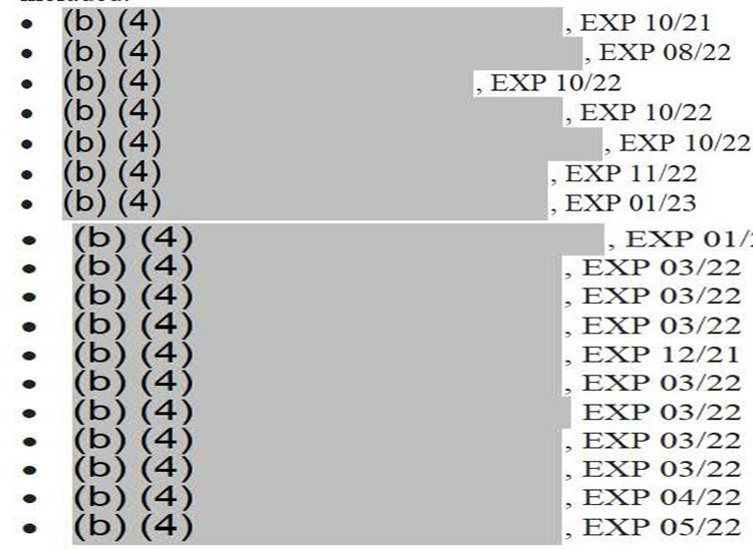 • (b) (4) , EXP 10/21
• (b) (4) , EXP 08/22
• (b) (4) , EXP 10/22
• (b) (4) , EXP 10/22
• (b) (4) , EXP 10/22
• (b) (4) , EXP 11/22
• (b) (4) , EXP 01/23
• (b) (4) , EXP 01/
• (b) (4) , EXP 03/22
• (b) (4) , EXP 03/22
• (b) (4) , EXP 03/22
• (b) (4) , EXP 12/21
• (b) (4) , EXP 03/22
• (b) (4) EXP 03/22
• (b) (4) , EXP 03/22
• (b) (4) , EXP 03/22
• (b) (4) , EXP 04/22
• (b) (4) , EXP 05/22